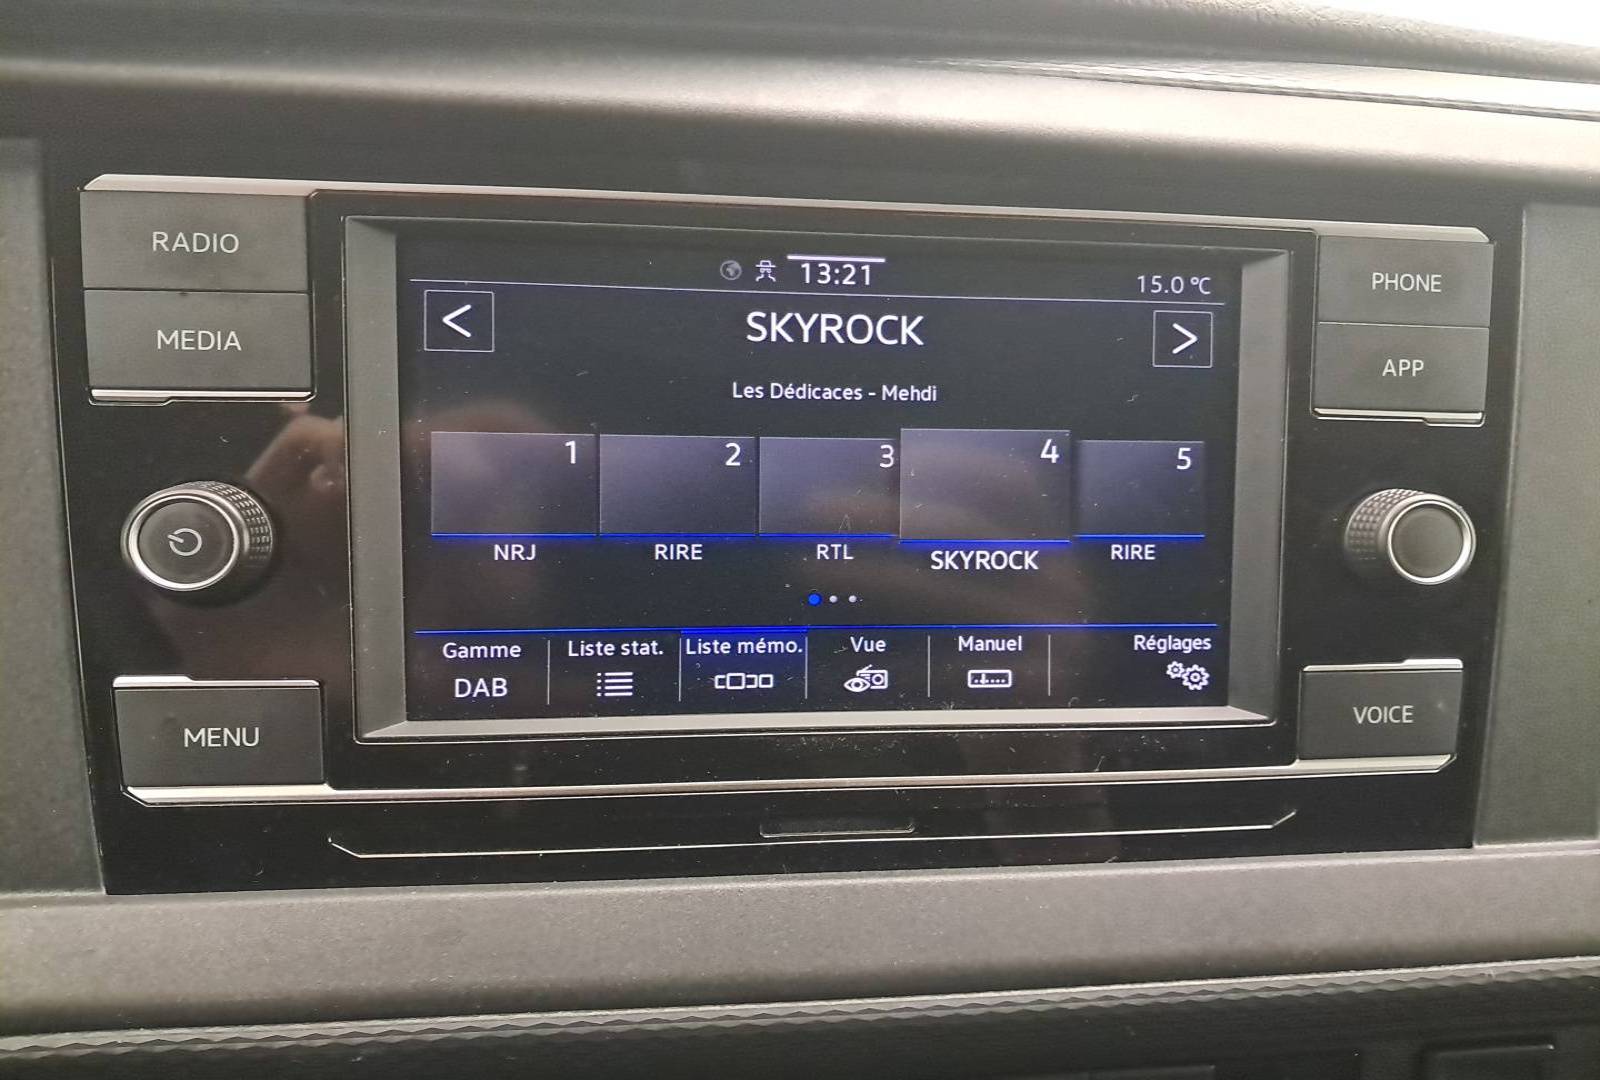 RADIO
MEDIA
MENU
13:21
15.0 °C
<
SKYROCK
>
Les Dédicaces - Mehdi
1 2 3 4 5
NRJ RIRE RTL SKYROCK RIRE
Gamme Liste stat. Liste mémo. Vue Manuel Réglages
DAB
PHONE
APP
VOICE